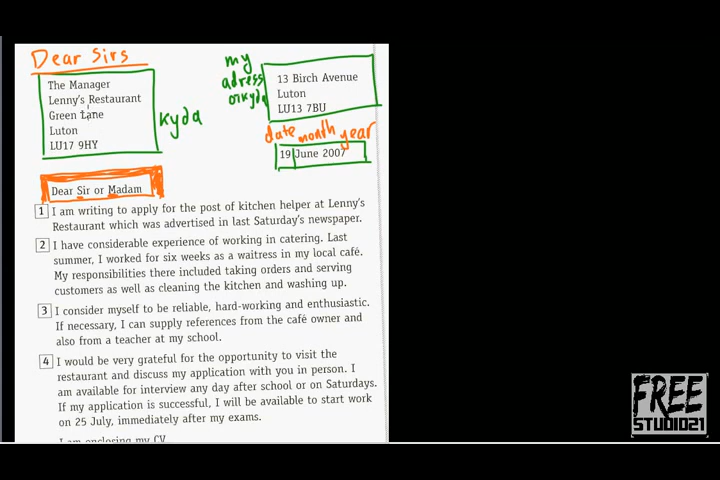 Dear Sirs
The Manager
Lenny's Restaurant
Green Lane
Luton
LU17 9HY
куда
my
adress
откуда
13 Birch Avenue
Luton
LU13 7BU
date month year
19 June 2007
Dear Sir or Madam
1 I am writing to apply for the post of kitchen helper at Lenny's
Restaurant which was advertised in last Saturday's newspaper.
2 I have considerable experience of working in catering. Last
summer, I worked for six weeks as a waitress in my local café.
My responsibilities there included taking orders and serving
customers as well as cleaning the kitchen and washing up.
3 I consider myself to be reliable, hard-working and enthusiastic.
If necessary, I can supply references from the café owner and
also from a teacher at my school.
4 I would be very grateful for the opportunity to visit the
restaurant and discuss my application with you in person. I
am available for interview any day after school or on Saturdays.
If my application is successful, I will be available to start work
on 25 July, immediately after my exams.
I am enclosing my CV
FREE
STUDIO21